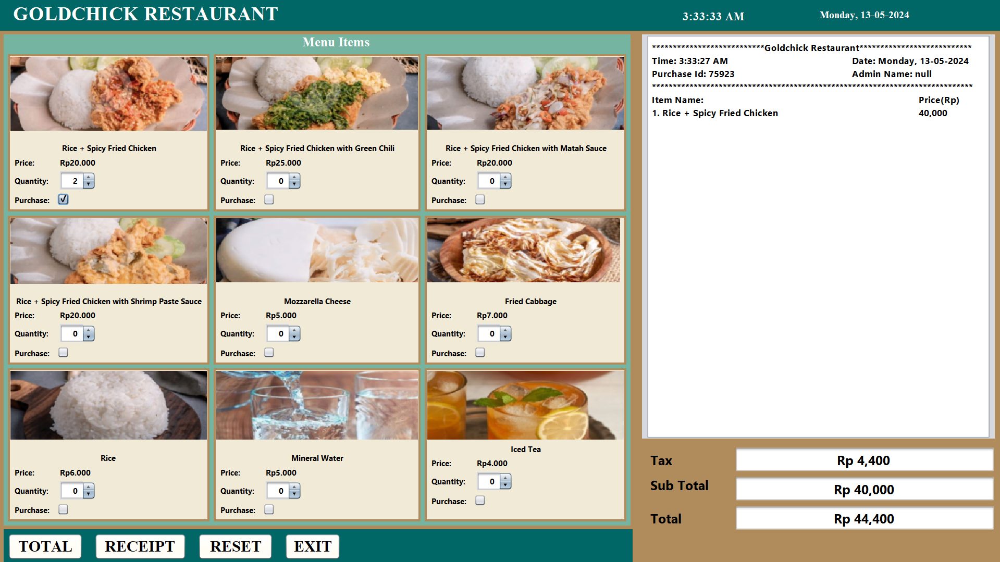 GOLDCHICK RESTAURANT
3:33:33 AM
Monday, 13-05-2024
Menu Items
Rice + Spicy Fried Chicken
Price: Rp20.000
Quantity: 2
Purchase:
Rice + Spicy Fried Chicken with Green Chili
Price: Rp25.000
Quantity: 0
Purchase:
Rice + Spicy Fried Chicken with Matah Sauce
Price: Rp20.000
Quantity: 0
Purchase:
Rice + Spicy Fried Chicken with Shrimp Paste Sauce
Price: Rp20.000
Quantity: 0
Purchase:
Mozzarella Cheese
Price: Rp5.000
Quantity: 0
Purchase:
Fried Cabbage
Price: Rp7.000
Quantity: 0
Purchase:
Rice
Price: Rp6.000
Quantity: 0
Purchase:
Mineral Water
Price: Rp5.000
Quantity: 0
Purchase:
Iced Tea
Price: Rp4.000
Quantity: 0
Purchase:
TOTAL RECEIPT RESET EXIT
***************************Goldchick Restaurant***************************
Time: 3:33:27 AM Date: Monday, 13-05-2024
Purchase Id: 75923 Admin Name: null
*****************************************************************************
Item Name: Price(Rp)
1. Rice + Spicy Fried Chicken 40,000
Tax Rp 4,400
Sub Total Rp 40,000
Total Rp 44,400